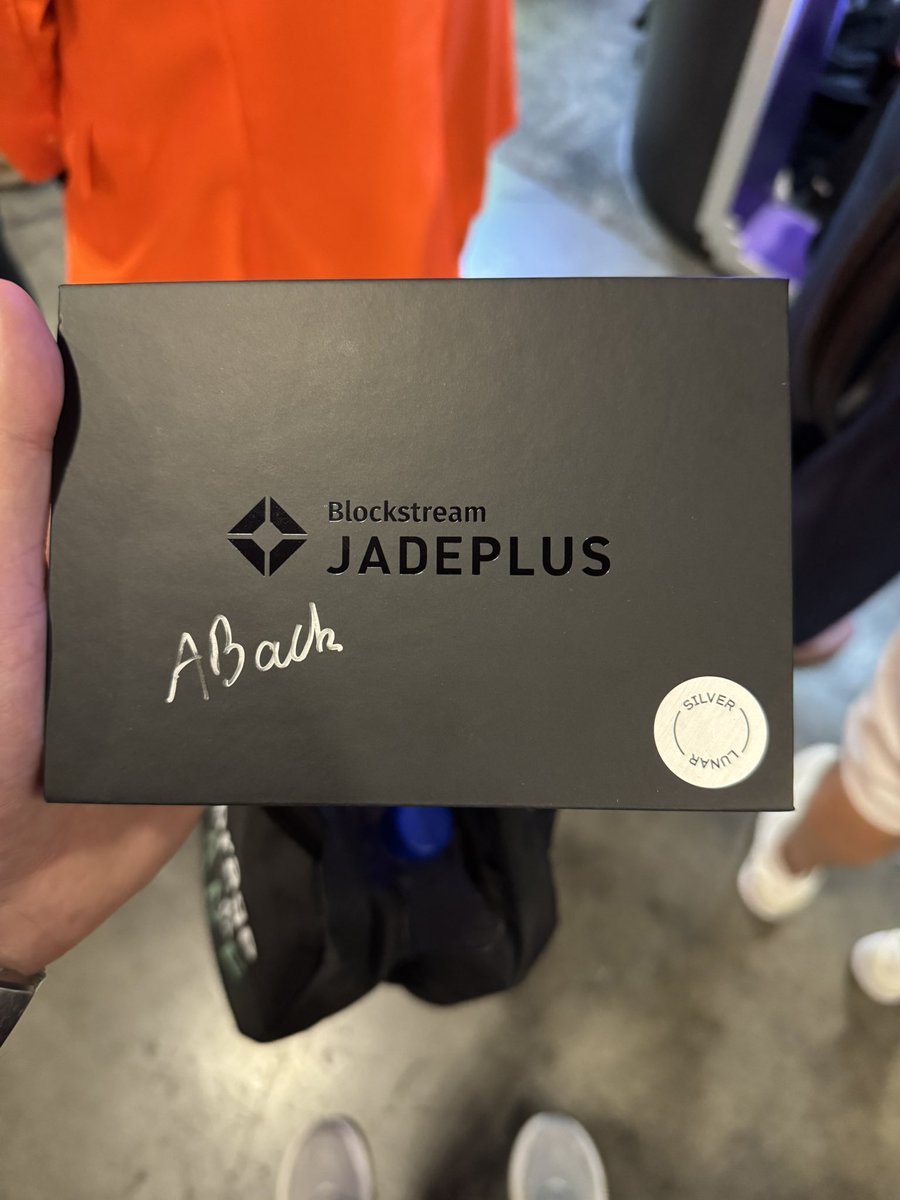 Blockstream
JADEPLUS
ABack
SILVER
LUNAR